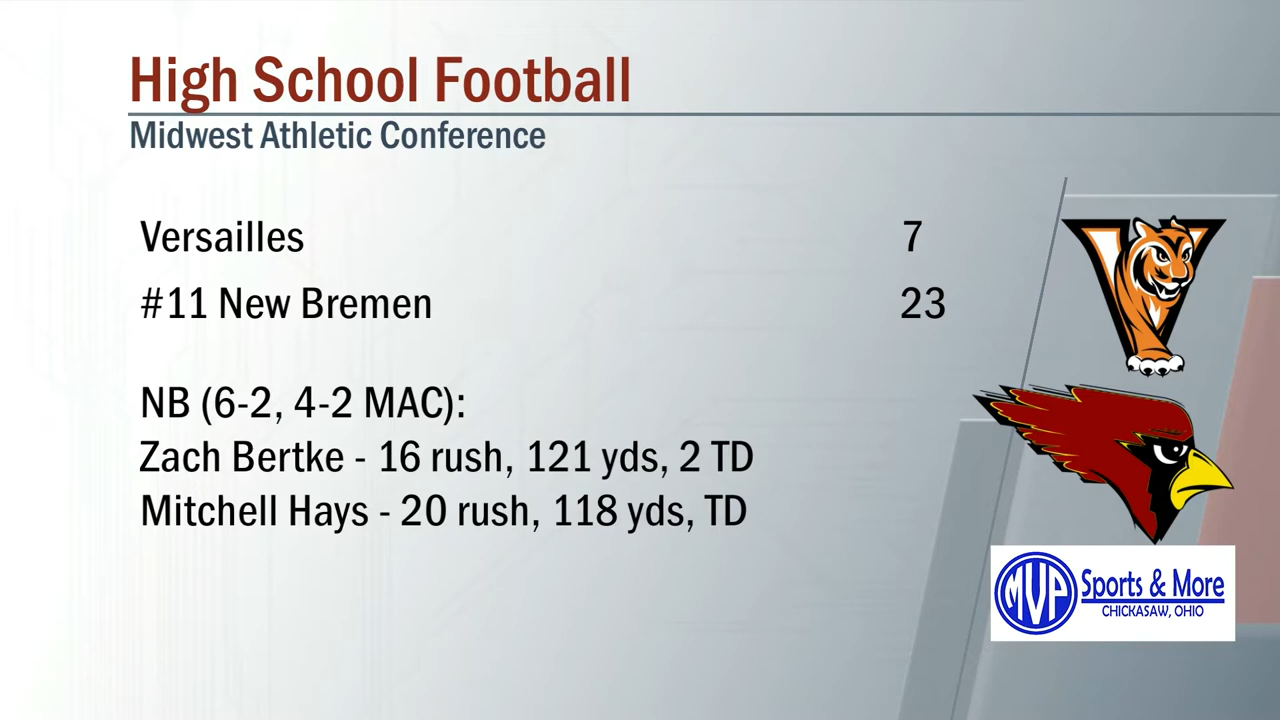 High School Football
Midwest Athletic Conference
Versailles 7
#11 New Bremen 23
NB (6-2, 4-2 MAC):
Zach Bertke - 16 rush, 121 yds, 2 TD
Mitchell Hays - 20 rush, 118 yds, TD
V
MVP
Sports & More
CHICKASAW, OHIO